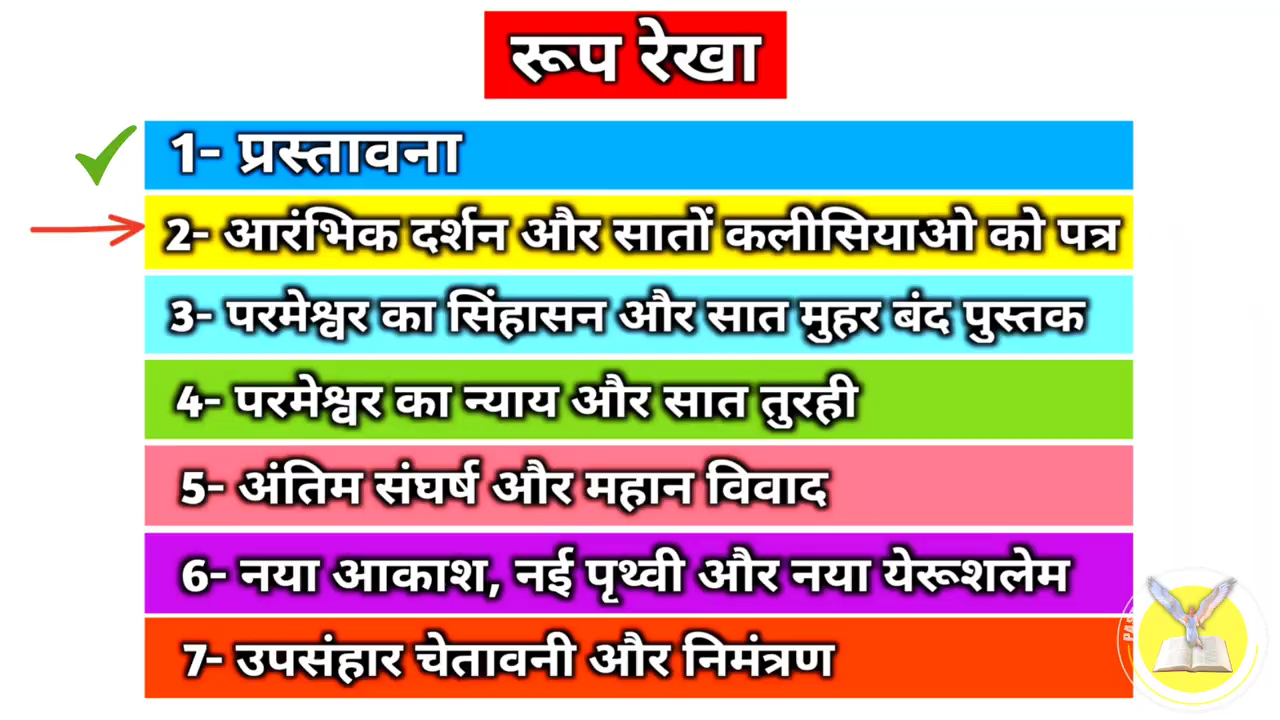 रूप रेखा
1- प्रस्तावना
2- आरंभिक दर्शन और सातों कलीसियाओ को पत्र
3- परमेश्वर का सिंहासन और सात मुहर बंद पुस्तक
4- परमेश्वर का न्याय और सात तुरही
5- अंतिम संघर्ष और महान विवाद
6- नया आकाश, नई पृथ्वी और नया येरूशलेम
7- उपसंहार चेतावनी और निमंत्रण